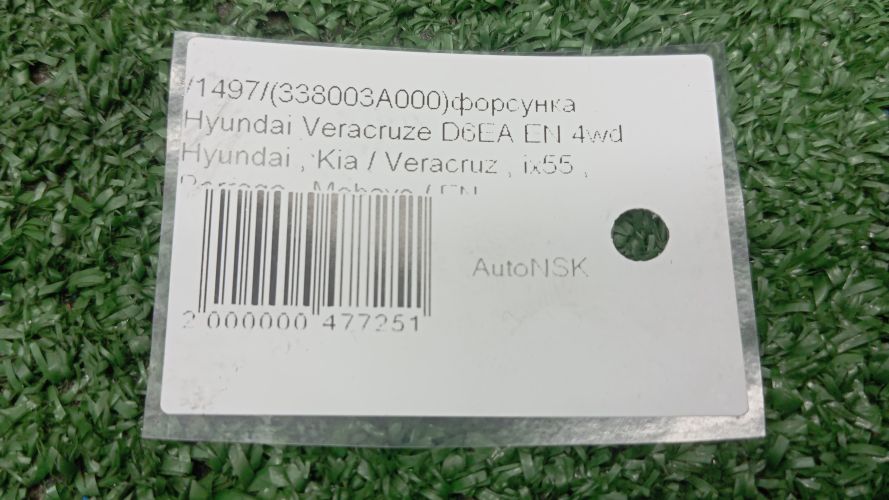 /1497/(338003A000)форсунка
Hyundai Veracruze D6EA EN 4wd
Hyundai , Kia / Veracruz , ix55 ,
AutoNSK
2 000000 477251